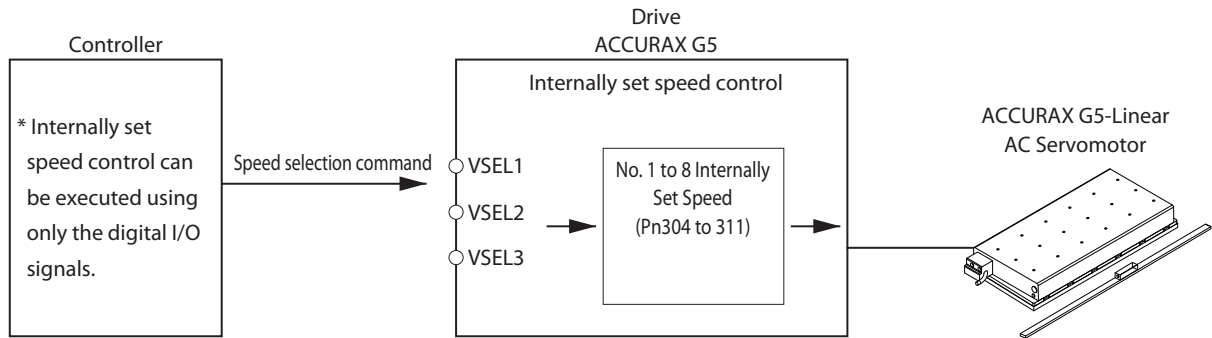 Controller
* Internally set
speed control can
be executed using
only the digital I/O
signals.
Speed selection command
Drive
ACCURAX G5
Internally set speed control
VSEL1
VSEL2
VSEL3
No. 1 to 8 Internally
Set Speed
(Pn304 to 311)
ACCURAX G5-Linear
AC Servomotor